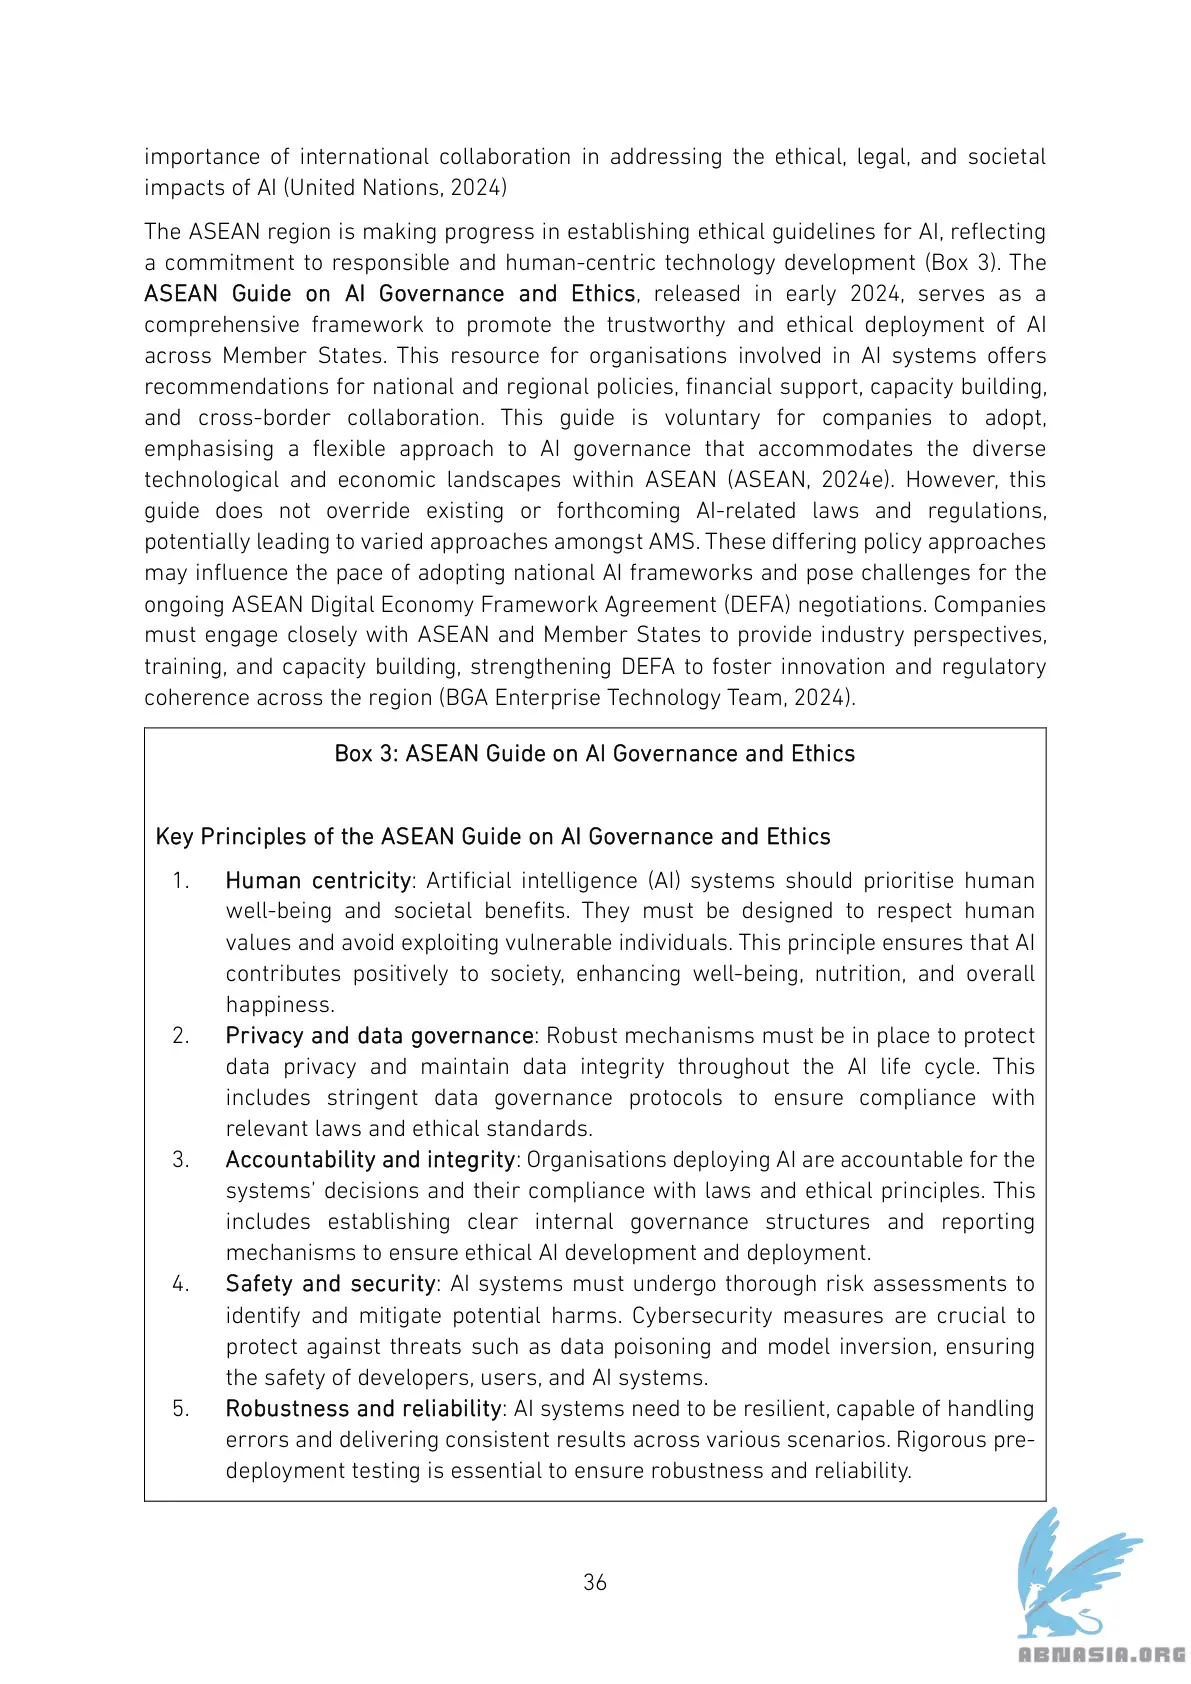 importance of international collaboration in addressing the ethical, legal, and societal
impacts of AI (United Nations, 2024)
The ASEAN region is making progress in establishing ethical guidelines for AI, reflecting
a commitment to responsible and human-centric technology development (Box 3). The
ASEAN Guide on AI Governance and Ethics, released in early 2024, serves as a
comprehensive framework to promote the trustworthy and ethical deployment of AI
across Member States. This resource for organisations involved in AI systems offers
recommendations for national and regional policies, financial support, capacity building,
and cross-border collaboration. This guide is voluntary for companies to adopt,
emphasising a flexible approach to AI governance that accommodates the diverse
technological and economic landscapes within ASEAN (ASEAN, 2024e). However, this
guide does not override existing or forthcoming AI-related laws and regulations,
potentially leading to varied approaches amongst AMS. These differing policy approaches
may influence the pace of adopting national AI frameworks and pose challenges for the
ongoing ASEAN Digital Economy Framework Agreement (DEFA) negotiations. Companies
must engage closely with ASEAN and Member States to provide industry perspectives,
training, and capacity building, strengthening DEFA to foster innovation and regulatory
coherence across the region (BGA Enterprise Technology Team, 2024).
Box 3: ASEAN Guide on AI Governance and Ethics
Key Principles of the ASEAN Guide on AI Governance and Ethics
1. Human centricity: Artificial intelligence (AI) systems should prioritise human
well-being and societal benefits. They must be designed to respect human
values and avoid exploiting vulnerable individuals. This principle ensures that AI
contributes positively to society, enhancing well-being, nutrition, and overall
happiness.
2. Privacy and data governance: Robust mechanisms must be in place to protect
data privacy and maintain data integrity throughout the AI life cycle. This
includes stringent data governance protocols to ensure compliance with
relevant laws and ethical standards.
3. Accountability and integrity: Organisations deploying AI are accountable for the
systems' decisions and their compliance with laws and ethical principles. This
includes establishing clear internal governance structures and reporting
mechanisms to ensure ethical AI development and deployment.
4. Safety and security: AI systems must undergo thorough risk assessments to
identify and mitigate potential harms. Cybersecurity measures are crucial to
protect against threats such as data poisoning and model inversion, ensuring
the safety of developers, users, and AI systems.
5. Robustness and reliability: AI systems need to be resilient, capable of handling
errors and delivering consistent results across various scenarios. Rigorous pre-
deployment testing is essential to ensure robustness and reliability.
36
ABNASIA.ORG